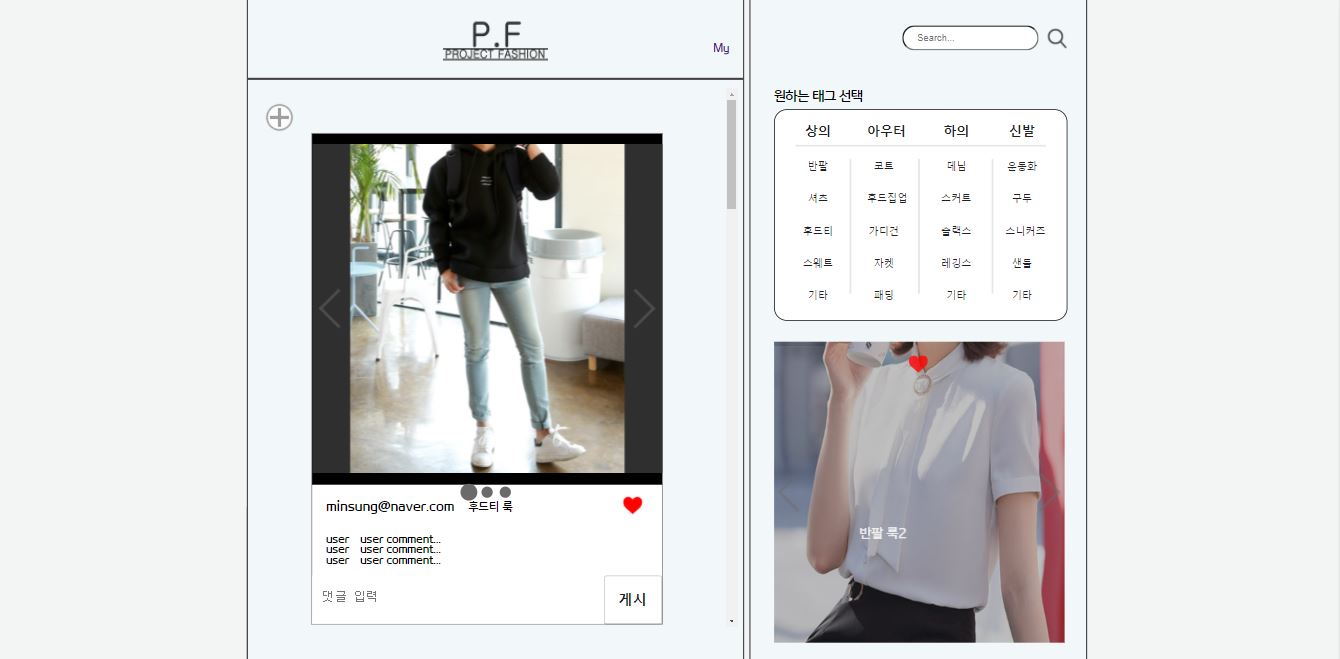 P.F
PROJECT FASHION
My
minsung@naver.com 후드티 룩
user user comment...
user user comment...
user user comment...
댓글 입력
게시
Search...
원하는 태그 선택
상의 아우터 하의 신발
반팔 코트 데님 운동화
셔츠 후드집업 스커트 구두
후드티 가디건 슬랙스 스니커즈
스웨트 자켓 레깅스 샌들
기타 패딩 기타 기타
반팔 룩2